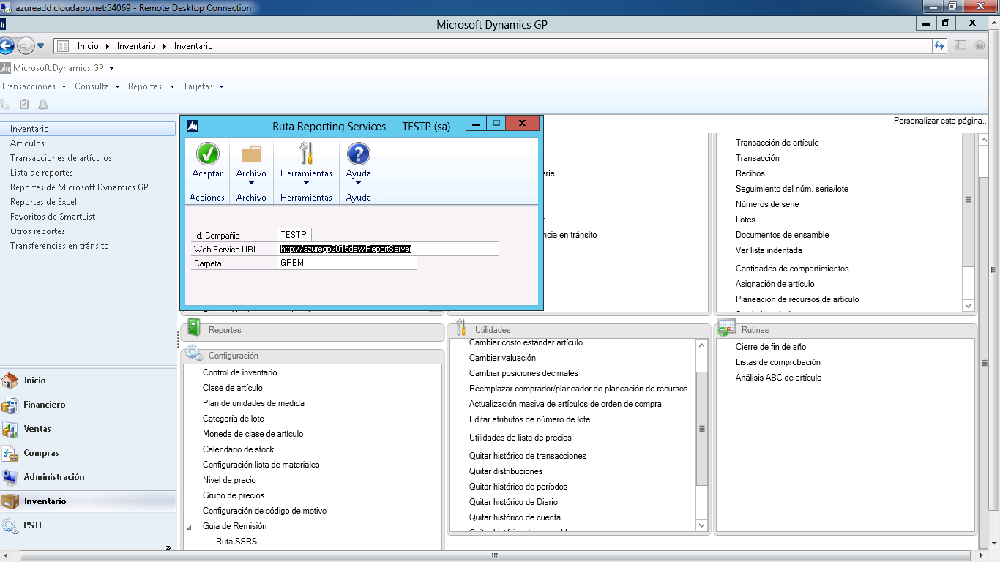 azureadd.cloudapp.net:54069 - Remote Desktop Connection
Microsoft Dynamics GP
Inicio Inventario Inventario
Microsoft Dynamics GP
Transacciones Consulta Reportes Tarjetas
Personalizar esta página...
Inventario
Artículos
Transacciones de artículos
Lista de reportes
Reportes de Microsoft Dynamics GP
Reportes de Excel
Favoritos de SmartList
Otros reportes
Transferencias en tránsito
Ruta Reporting Services - TESTP (sa)
Aceptar Archivo Herramientas Ayuda
Acciones Archivo Herramientas Ayuda
Id. Compañia TESTP
Web Service URL http://azuregp2015dev/ReportServer
Carpeta GREM
en tránsito
Transacción de artículo
Transacción
Recibos
Seguimiento del núm. serie/lote
Números de serie
Lotes
Documentos de ensamble
Ver lista indentada
Cantidades de compartimientos
Asignación de artículo
Planeación de recursos de artículo
Reportes
Configuración
Control de inventario
Clase de artículo
Plan de unidades de medida
Categoría de lote
Moneda de clase de artículo
Calendario de stock
Configuración lista de materiales
Nivel de precio
Grupo de precios
Configuración de código de motivo
Guia de Remisión
Ruta SSRS
Utilidades
Cambiar costo estándar artículo
Cambiar valuación
Cambiar posiciones decimales
Reemplazar comprador/planeador de planeación de recursos
Actualización masiva de artículos de orden de compra
Editar atributos de número de lote
Utilidades de lista de precios
Quitar histórico de transacciones
Quitar distribuciones
Quitar histórico de períodos
Quitar histórico de Diario
Quitar histórico de cuenta
Rutinas
Cierre de fin de año
Listas de comprobación
Análisis ABC de artículo
Inicio
Financiero
Ventas
Compras
Administración
Inventario
PSTL